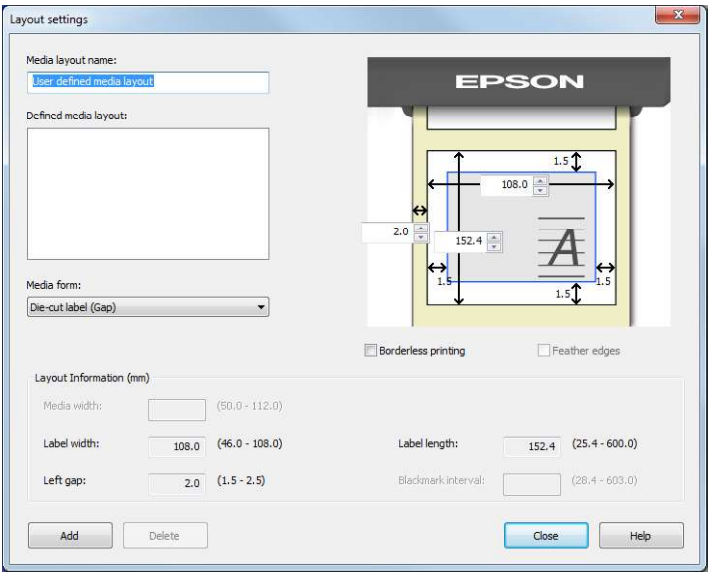 Layout settings
Media layout name:
User defined media layout
Defined media layout:
Media form:
Die-cut label (Gap)
EPSON
1.5
108.0
2.0
152.4
A
1.5
1.5
1.5
Borderless printing
Feather edges
Layout Information (mm)
Media width: (50.0 - 112.0)
Label width: 108.0 (46.0 - 108.0)
Label length: 152.4 (25.4 - 600.0)
Left gap: 2.0 (1.5 - 2.5)
Blackmark interval: (28.4 - 603.0)
Add
Delete
Close
Help